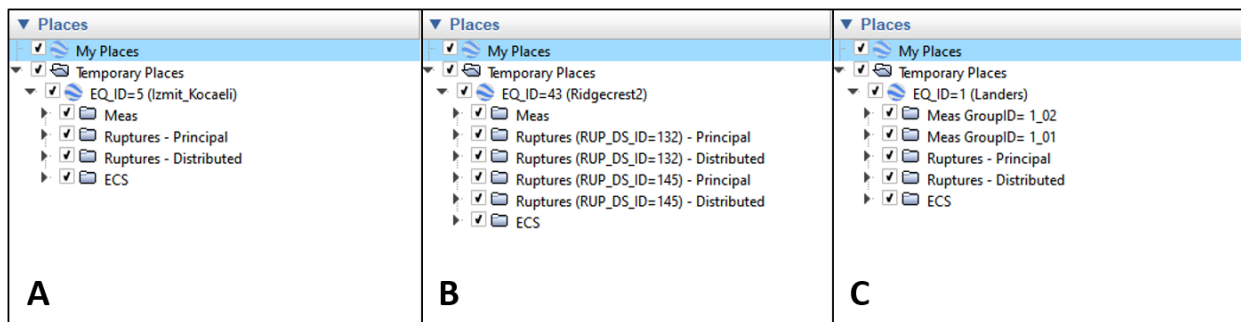 Places
My Places
Temporary Places
EQ_ID=5 (Izmit_Kocaeli)
Meas
Ruptures - Principal
Ruptures - Distributed
ECS
A
Places
My Places
Temporary Places
EQ_ID=43 (Ridgecrest2)
Meas
Ruptures (RUP_DS_ID=132) - Principal
Ruptures (RUP_DS_ID=132) - Distributed
Ruptures (RUP_DS_ID=145) - Principal
Ruptures (RUP_DS_ID=145) - Distributed
ECS
B
Places
My Places
Temporary Places
EQ_ID=1 (Landers)
Meas GroupID= 1_02
Meas GroupID= 1_01
Ruptures - Principal
Ruptures - Distributed
ECS
C